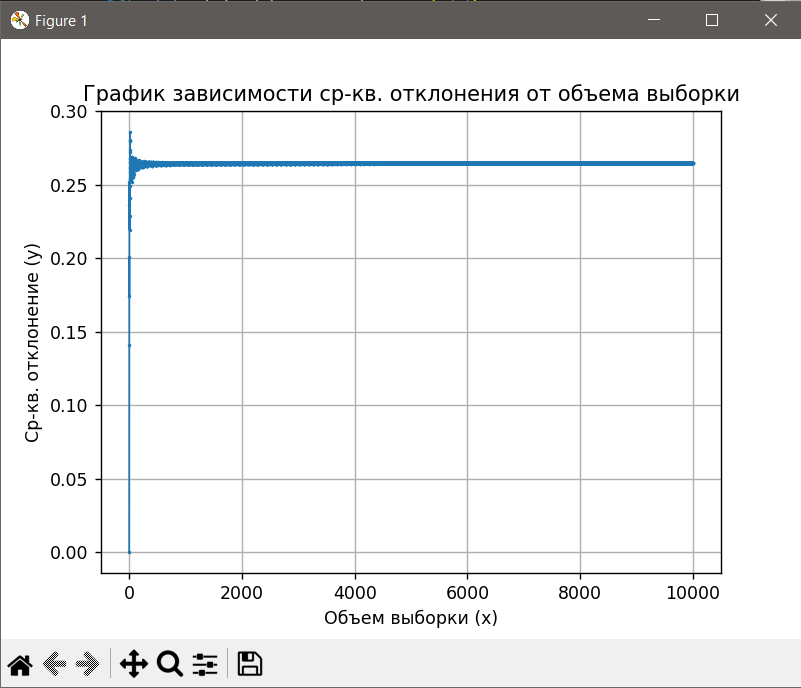 Figure 1
График зависимости ср-кв. отклонения от объема выборки
0.30
0.25
0.20
0.15
0.10
0.05
0.00
Ср-кв. отклонение (y)
0 2000 4000 6000 8000 10000
Объем выборки (x)